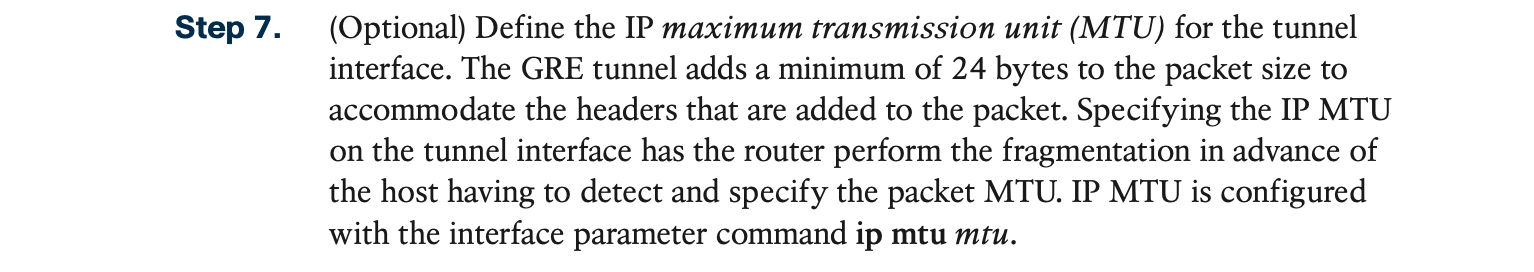 Step 7. (Optional) Define the IP maximum transmission unit (MTU) for the tunnel
interface. The GRE tunnel adds a minimum of 24 bytes to the packet size to
accommodate the headers that are added to the packet. Specifying the IP MTU
on the tunnel interface has the router perform the fragmentation in advance of
the host having to detect and specify the packet MTU. IP MTU is configured
with the interface parameter command ip mtu mtu.